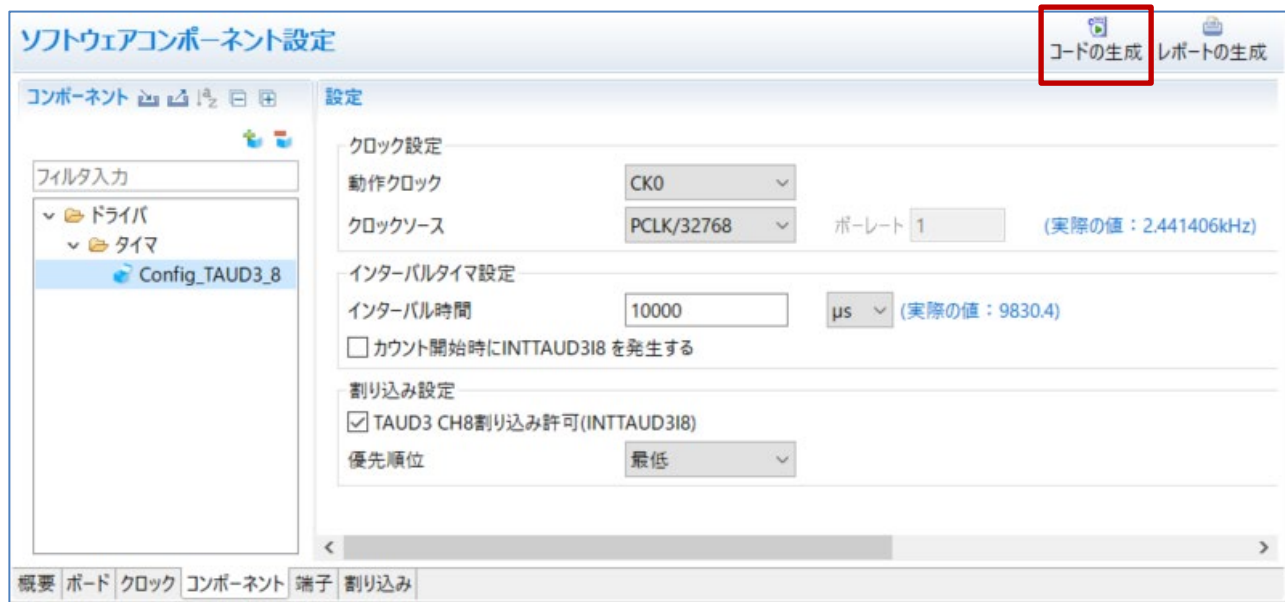 ソフトウェアコンポーネント設定
コードの生成 レポートの生成
コンポーネント
設定
フィルタ入力
ドライバ
タイマ
Config_TAUD3_8
クロック設定
動作クロック CK0
クロックソース PCLK/32768 ボーレート 1 (実際の値：2.441406kHz)
インターバルタイマ設定
インターバル時間 10000 μs (実際の値：9830.4)
カウント開始時にINTTAUD3I8 を発生する
割り込み設定
TAUD3 CH8割り込み許可(INTTAUD3I8)
優先順位 最低
概要 ボード クロック コンポーネント 端子 割り込み